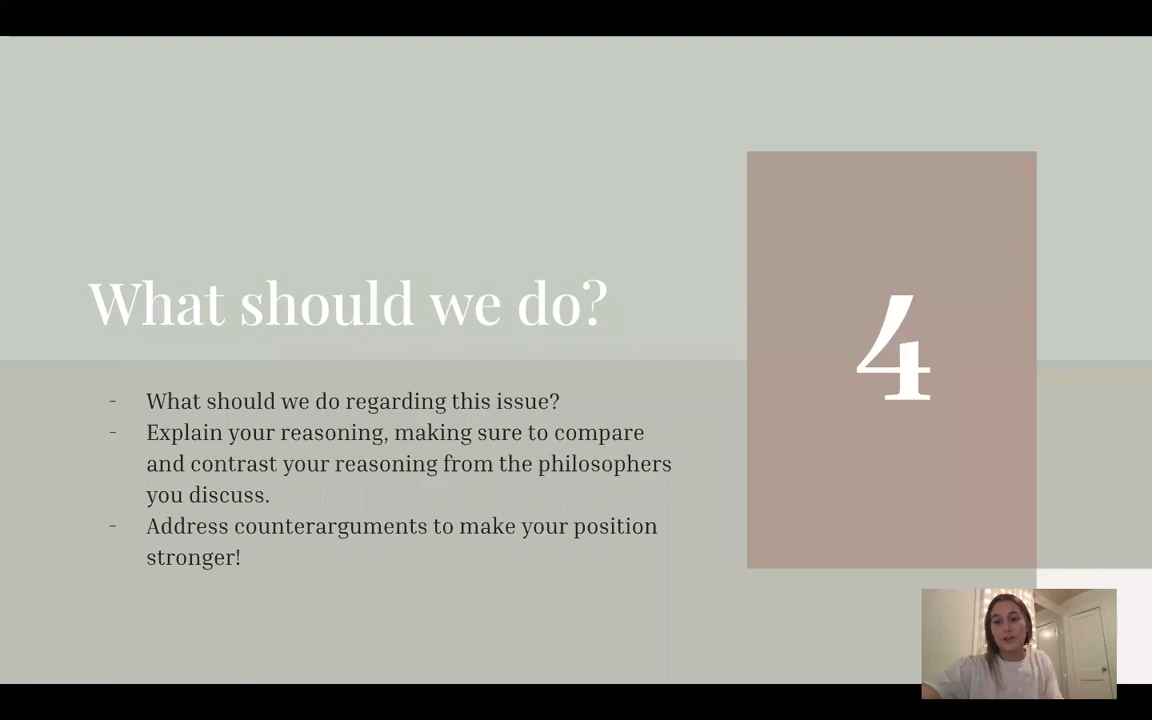 What should we do?
4
- What should we do regarding this issue?
- Explain your reasoning, making sure to compare
and contrast your reasoning from the philosophers
you discuss.
- Address counterarguments to make your position
stronger!